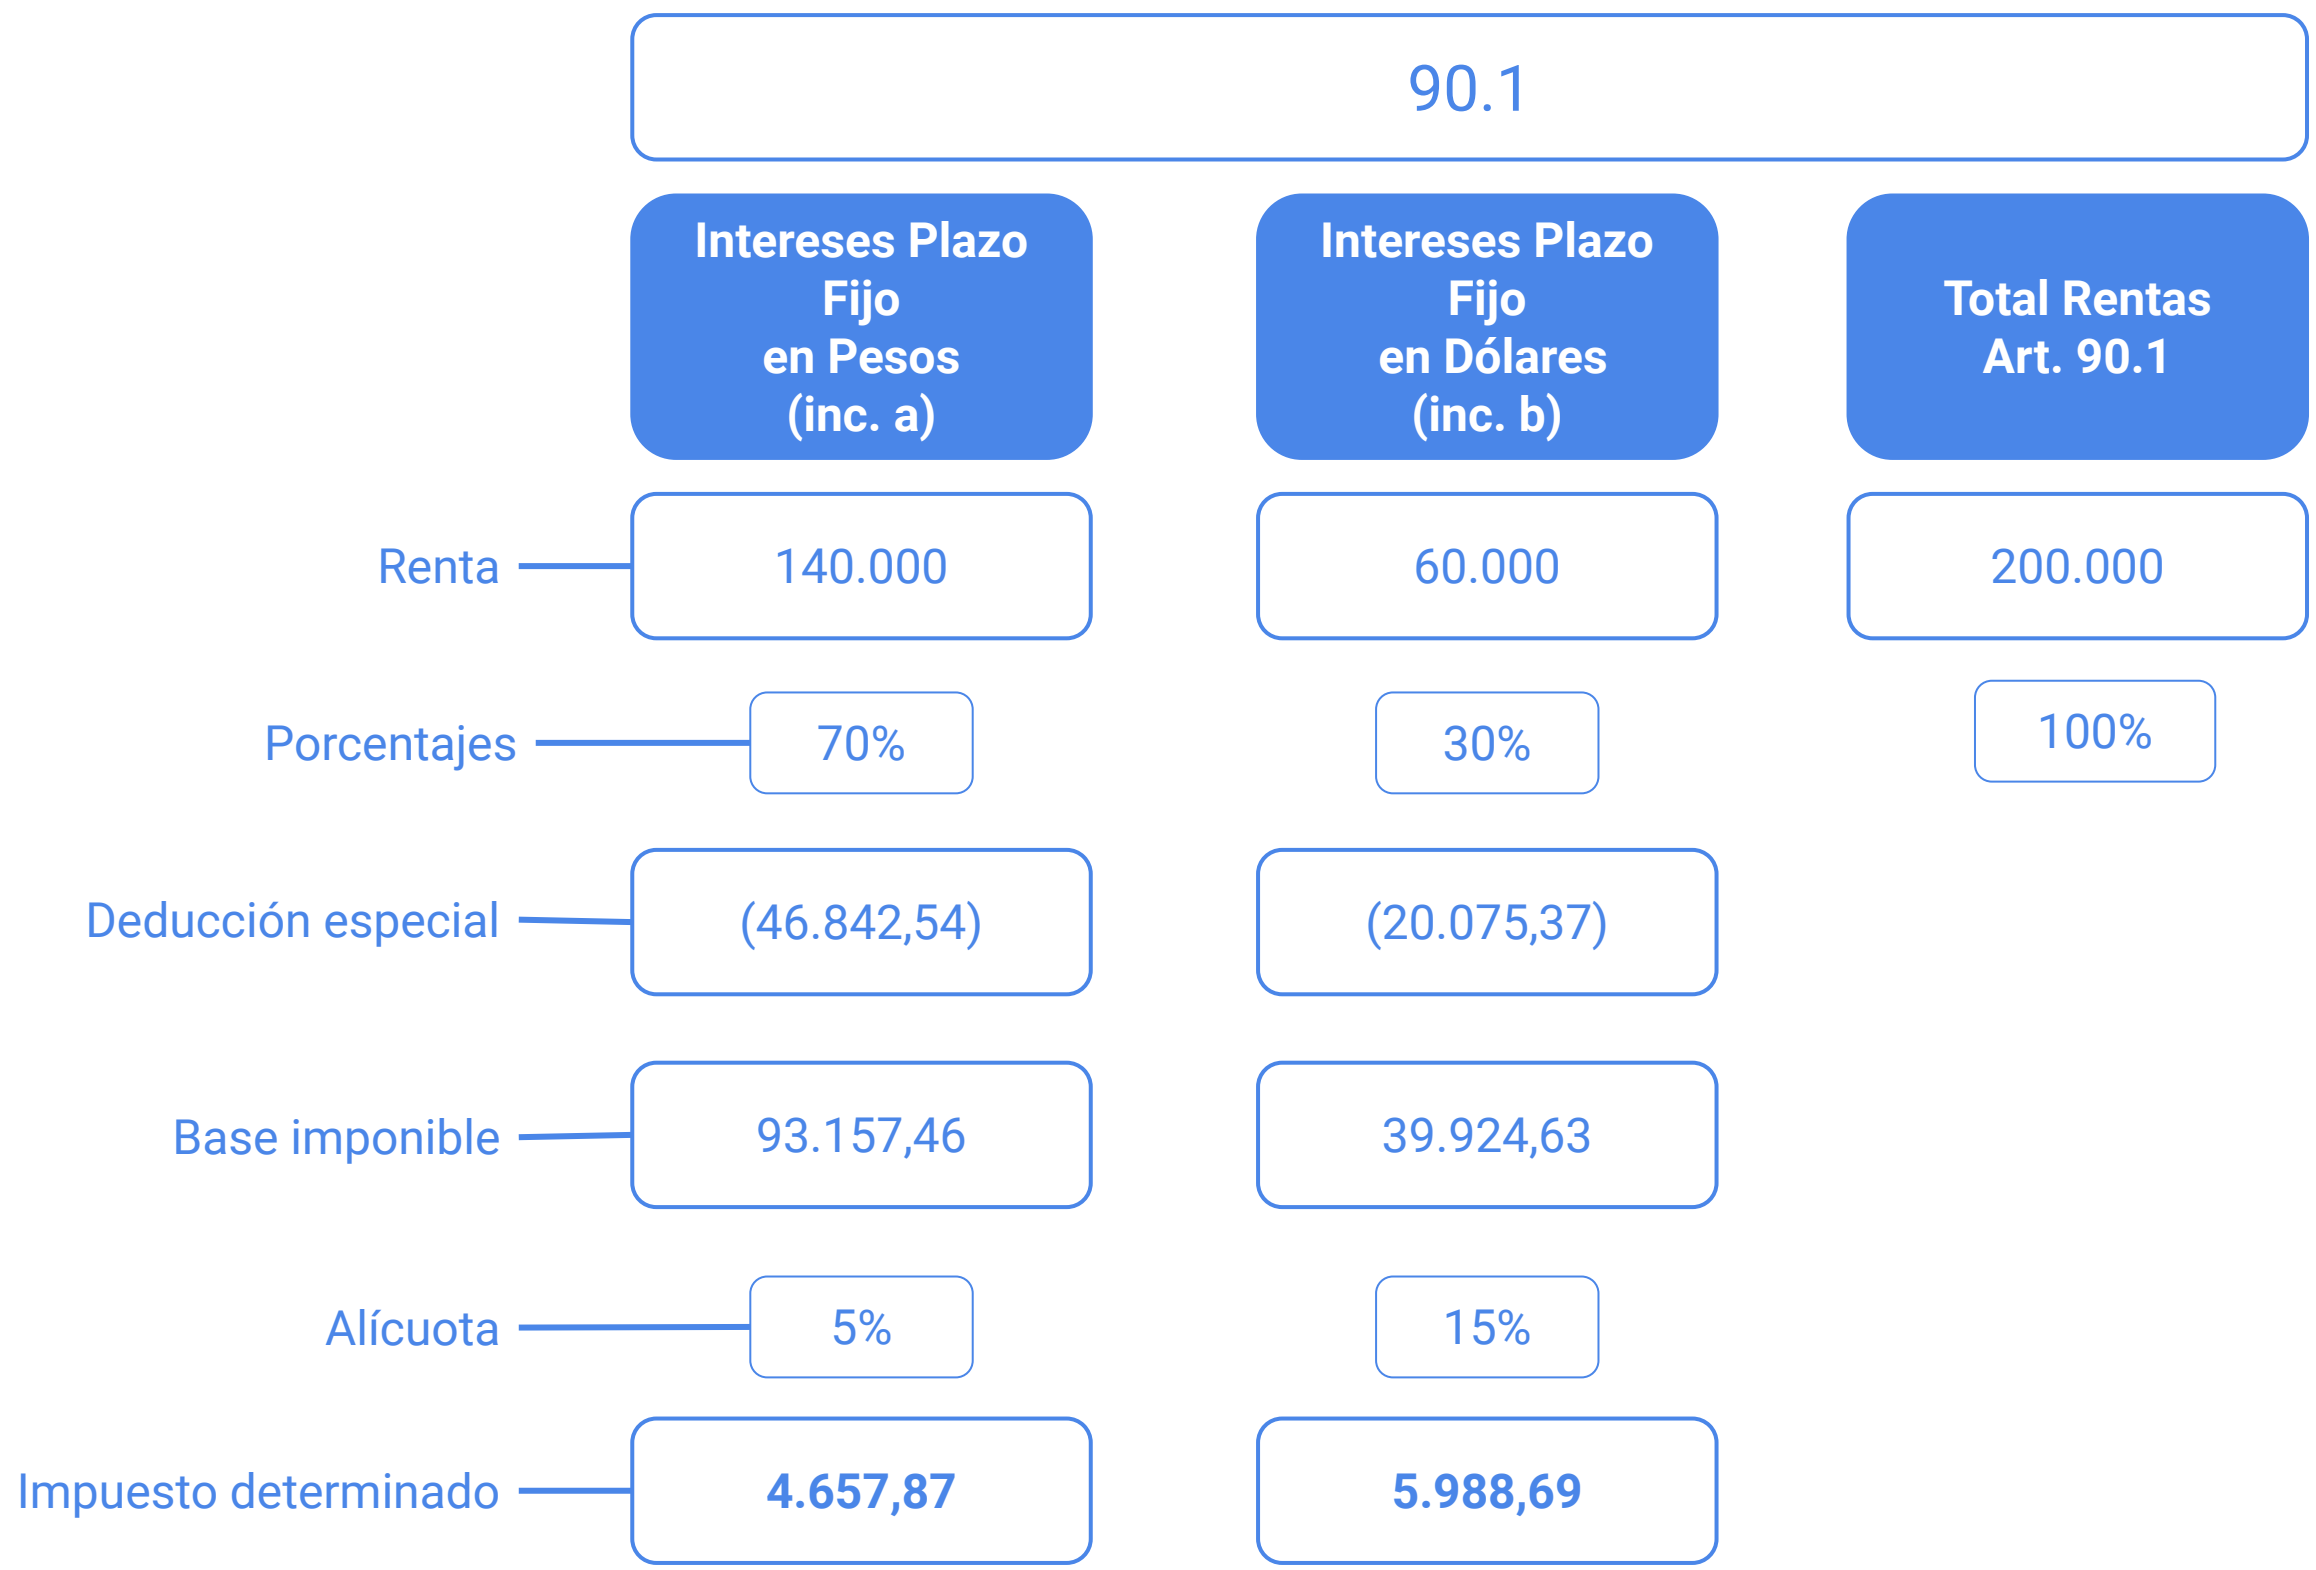 90.1
Intereses Plazo
Fijo
en Pesos
(inc. a)
Intereses Plazo
Fijo
en Dólares
(inc. b)
Total Rentas
Art. 90.1
Renta
140.000
60.000
200.000
Porcentajes
70%
30%
100%
Deducción especial
(46.842,54)
(20.075,37)
Base imponible
93.157,46
39.924,63
Alícuota
5%
15%
Impuesto determinado
4.657,87
5.988,69